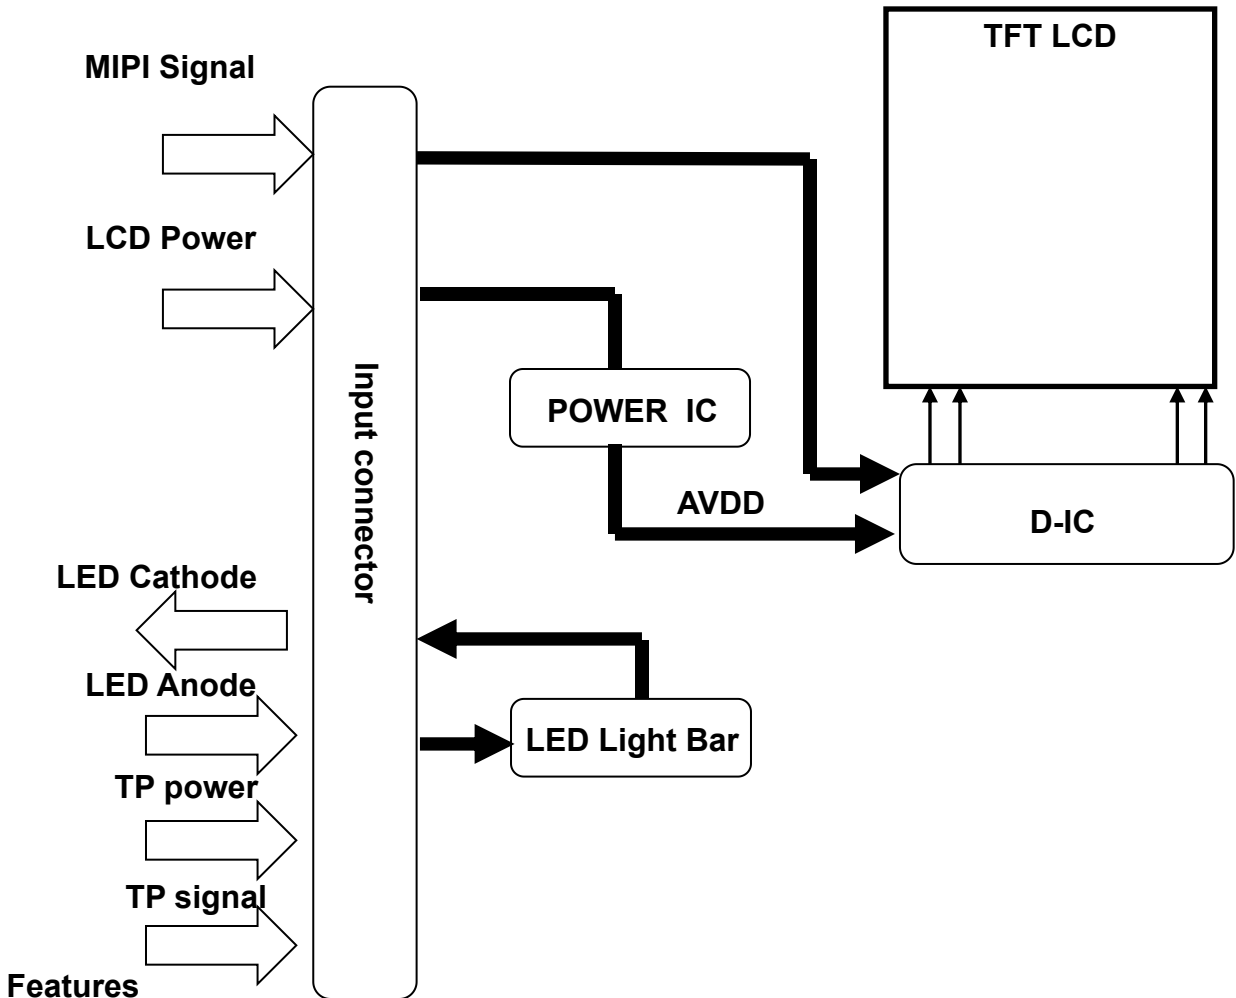 TFT LCD
MIPI Signal
LCD Power
Input connector
POWER IC
AVDD
D-IC
LED Cathode
LED Anode
LED Light Bar
TP power
TP signal
Features